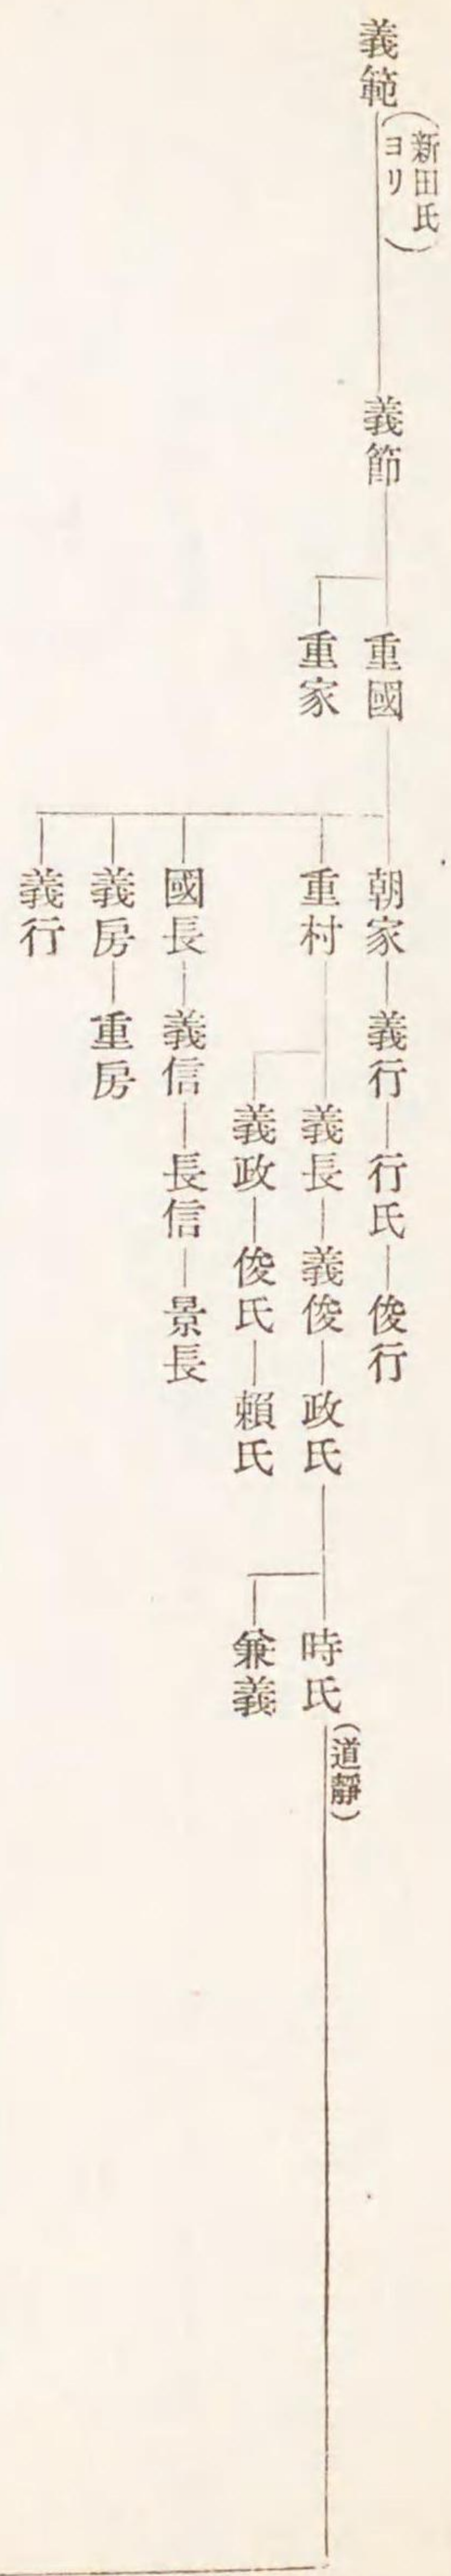 義範
(新田氏
ヨリ)
義節
重國
重家
朝家―義行―行氏―俊行
重村
義長―義俊―政氏
時氏
(道靜)
兼義
義政―俊氏―賴氏
國長―義信―長信―景長
義房―重房
義行